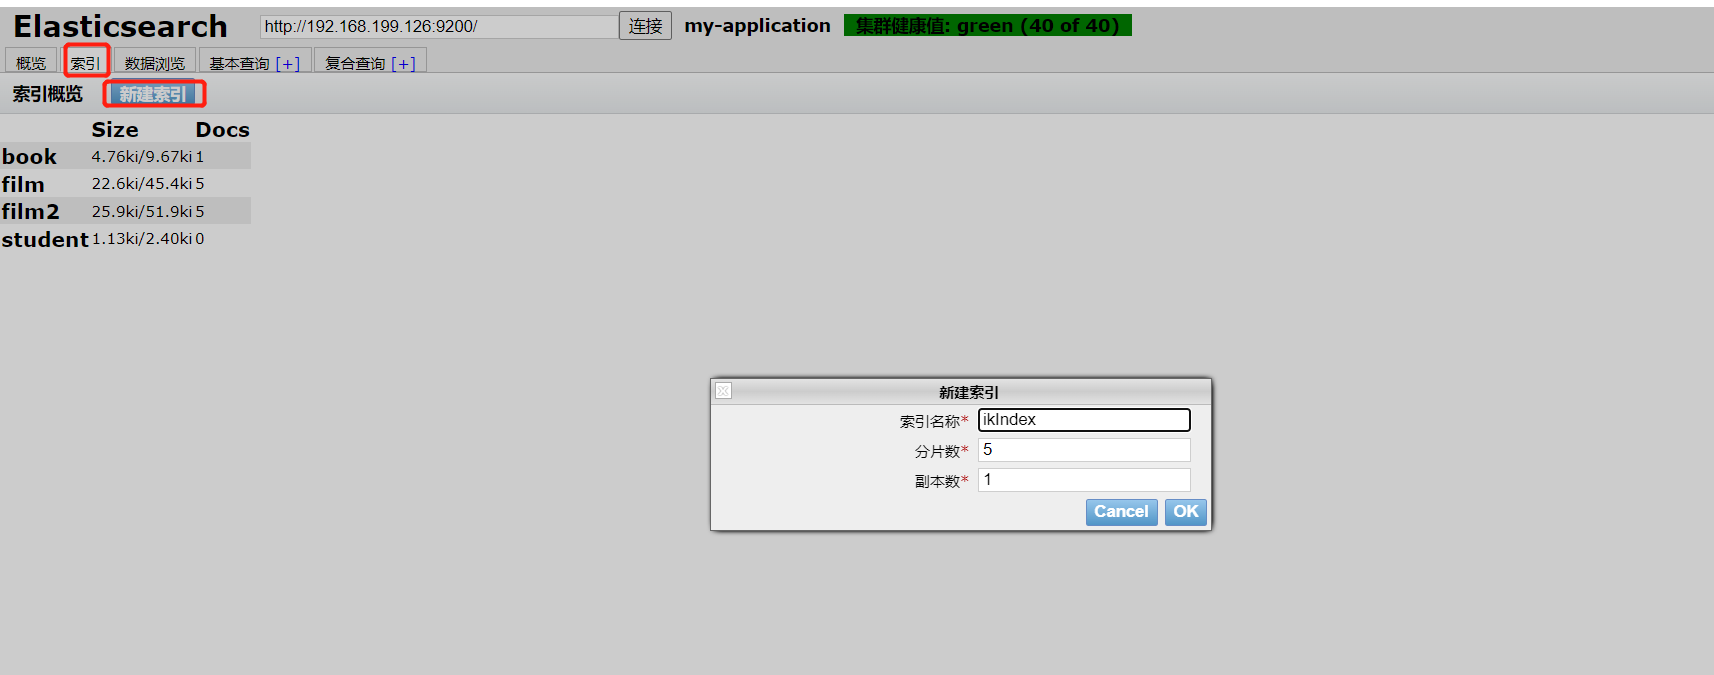 Elasticsearch http://192.168.199.126:9200/ 连接 my-application 集群健康值: green (40 of 40)
概览 索引 数据浏览 基本查询 [+] 复合查询 [+]
索引概览 新建索引
Size Docs
book 4.76ki/9.67ki 1
film 22.6ki/45.4ki 5
film2 25.9ki/51.9ki 5
student 1.13ki/2.40ki 0
新建索引
索引名称* ikIndex
分片数* 5
副本数* 1
Cancel OK